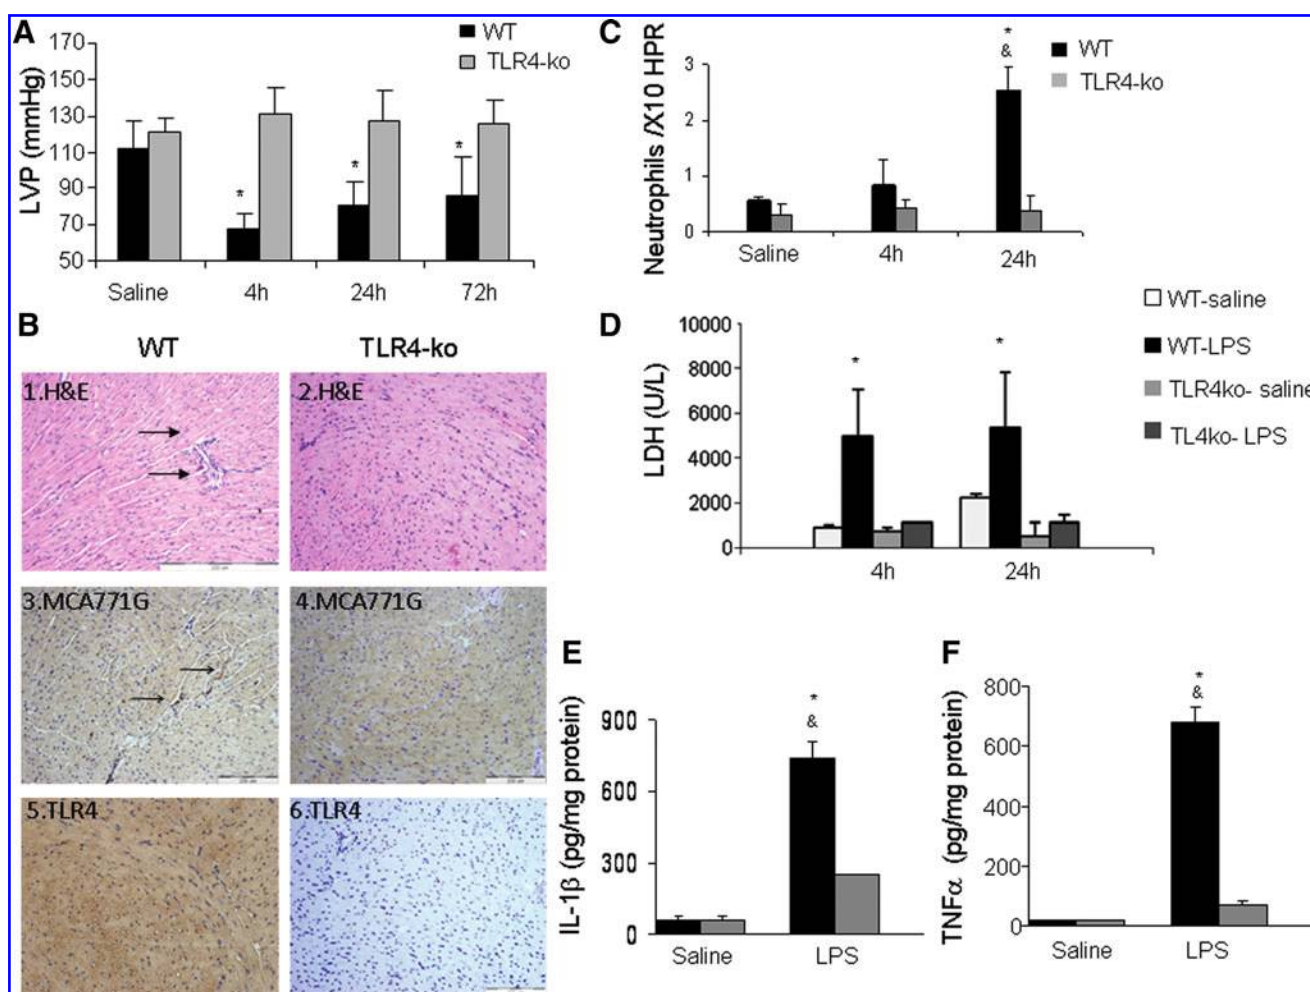 A
LVP (mmHg)
170
150
130
110
90
70
50
*
*
*
Saline 4h 24h 72h
WT
TLR4-ko
B
WT TLR4-ko
1.H&E 2.H&E
3.MCA771G 4.MCA771G
5.TLR4 6.TLR4
C
Neutrophils /X10 HPR
3
2
1
0
*
&
Saline 4h 24h
WT
TLR4-ko
D
LDH (U/L)
10000
8000
6000
4000
2000
0
*
*
4h 24h
WT-saline
WT-LPS
TLR4ko- saline
TL4ko- LPS
E
IL-1β (pg/mg protein)
900
600
300
0
*
&
Saline LPS
F
TNFα (pg/mg protein)
800
600
400
200
0
*
&
Saline LPS